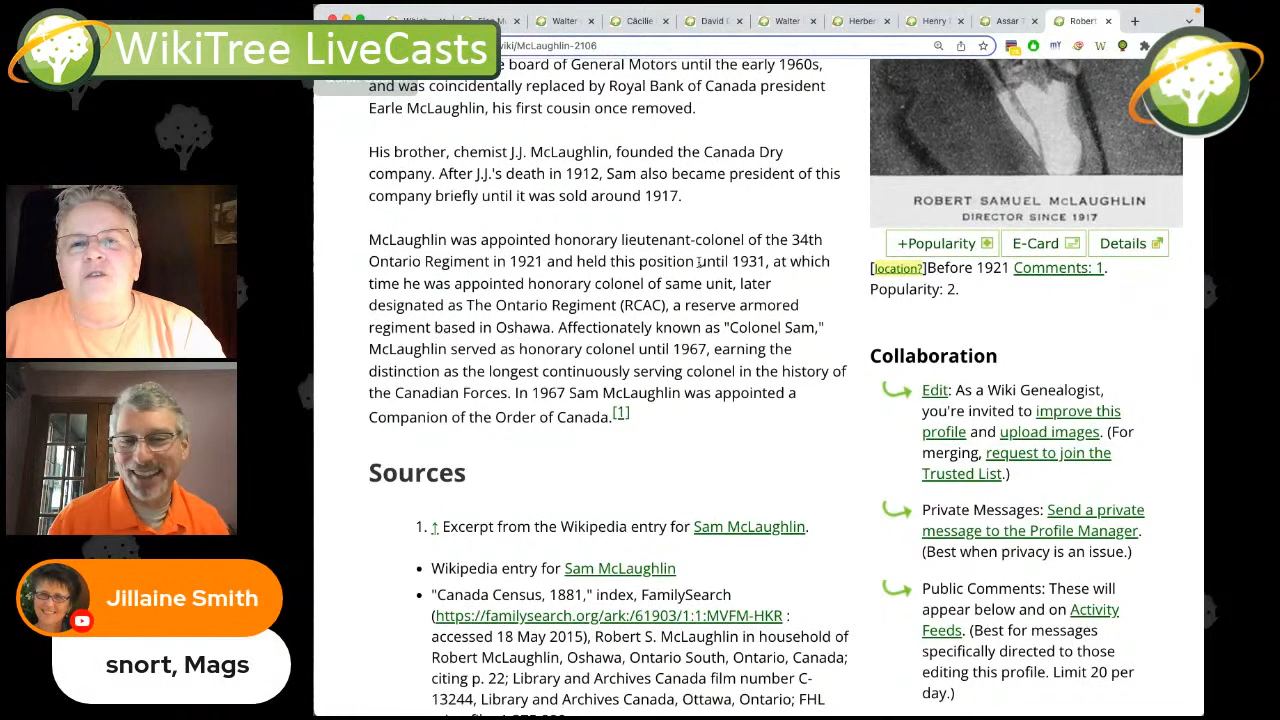 WikiTree LiveCasts
Walter
Cäcilie
David L
Walter
Herber
Henry I
Assar T
Robert
/McLaughlin-2106
board of General Motors until the early 1960s,
and was coincidentally replaced by Royal Bank of Canada president
Earle McLaughlin, his first cousin once removed.
His brother, chemist J.J. McLaughlin, founded the Canada Dry
company. After J.J.'s death in 1912, Sam also became president of this
company briefly until it was sold around 1917.
McLaughlin was appointed honorary lieutenant-colonel of the 34th
Ontario Regiment in 1921 and held this position until 1931, at which
time he was appointed honorary colonel of same unit, later
designated as The Ontario Regiment (RCAC), a reserve armored
regiment based in Oshawa. Affectionately known as "Colonel Sam,"
McLaughlin served as honorary colonel until 1967, earning the
distinction as the longest continuously serving colonel in the history of
the Canadian Forces. In 1967 Sam McLaughlin was appointed a
Companion of the Order of Canada.[1]
Sources
1. ↑ Excerpt from the Wikipedia entry for Sam McLaughlin.
• Wikipedia entry for Sam McLaughlin
• "Canada Census, 1881," index, FamilySearch
(https://familysearch.org/ark:/61903/1:1:MVFM-HKR :
accessed 18 May 2015), Robert S. McLaughlin in household of
Robert McLaughlin, Oshawa, Ontario South, Ontario, Canada;
citing p. 22; Library and Archives Canada film number C-
13244, Library and Archives Canada, Ottawa, Ontario; FHL
ROBERT SAMUEL McLAUGHLIN
DIRECTOR SINCE 1917
+Popularity E-Card Details
[location?]Before 1921 Comments: 1.
Popularity: 2.
Collaboration
Edit: As a Wiki Genealogist,
you're invited to improve this
profile and upload images. (For
merging, request to join the
Trusted List.)
Private Messages: Send a private
message to the Profile Manager.
(Best when privacy is an issue.)
Public Comments: These will
appear below and on Activity
Feeds. (Best for messages
specifically directed to those
editing this profile. Limit 20 per
day.)
Jillaine Smith
snort, Mags